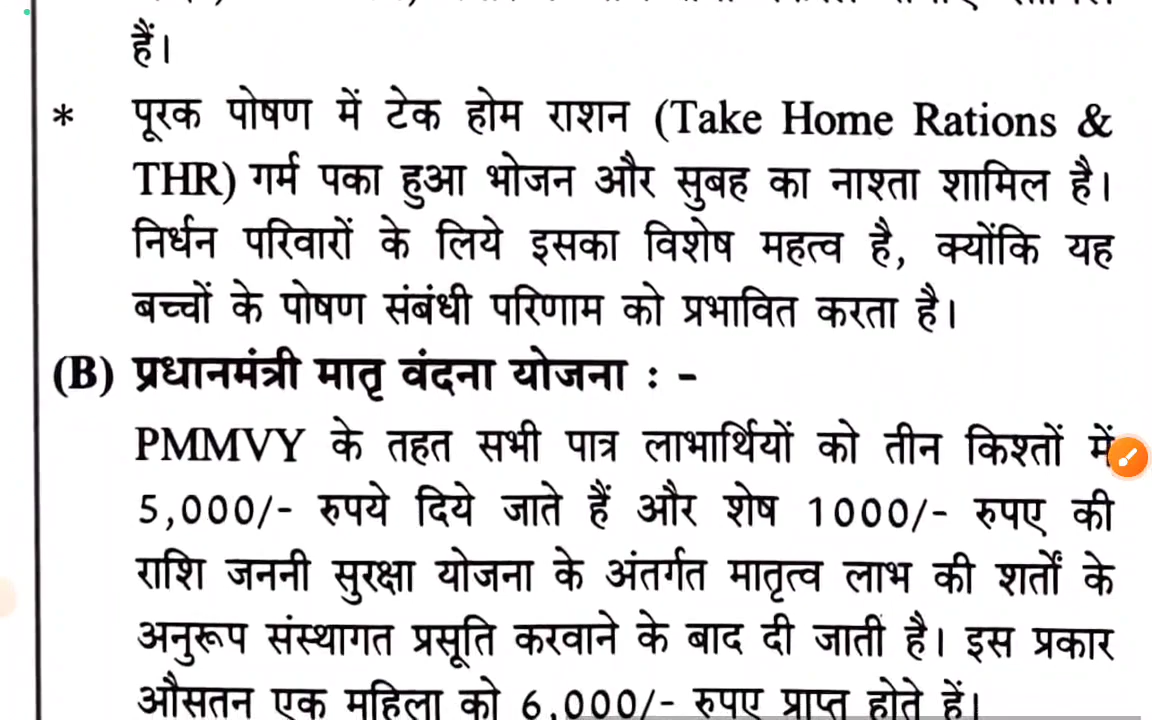 हैं।
* पूरक पोषण में टेक होम राशन (Take Home Rations &
THR) गर्म पका हुआ भोजन और सुबह का नाश्ता शामिल है।
निर्धन परिवारों के लिये इसका विशेष महत्व है, क्योंकि यह
बच्चों के पोषण संबंधी परिणाम को प्रभावित करता है।
(B) प्रधानमंत्री मातृ वंदना योजना : -
PMMVY के तहत सभी पात्र लाभार्थियों को तीन किश्तों में
5,000/- रुपये दिये जाते हैं और शेष 1000/- रुपए की
राशि जननी सुरक्षा योजना के अंतर्गत मातृत्व लाभ की शर्तों के
अनुरूप संस्थागत प्रसूति करवाने के बाद दी जाती है। इस प्रकार
औसतन एक महिला को 6,000/- रुपए प्राप्त होते हें।